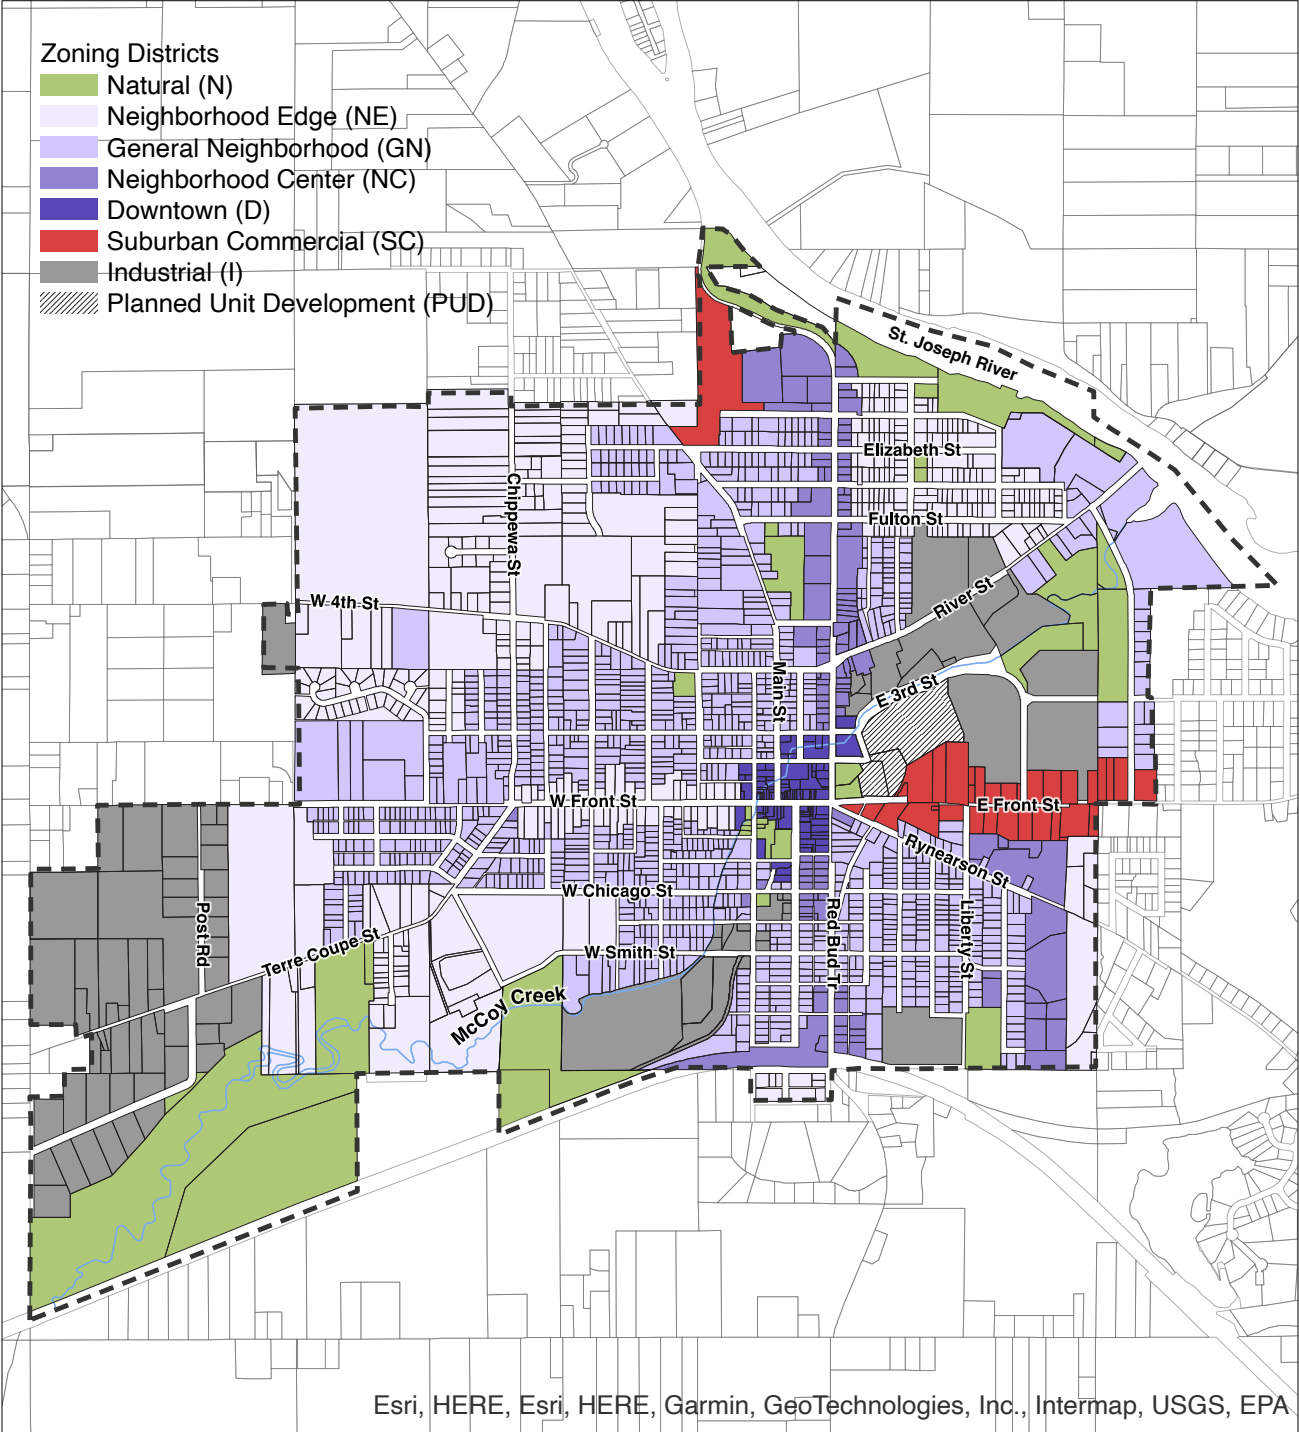 Zoning Districts
Natural (N)
Neighborhood Edge (NE)
General Neighborhood (GN)
Neighborhood Center (NC)
Downtown (D)
Suburban Commercial (SC)
Industrial (I)
Planned Unit Development (PUD)
St. Joseph River
Elizabeth St
Chippewa St
Fulton St
W 4th St
River St
Main St
E 3rd St
W Front St
E Front St
Rynearson St
W Chicago St
Post Rd
Red Bud Tr
Liberty St
Terre Coupe St
W Smith St
McCoy Creek
Esri, HERE, Esri, HERE, Garmin, GeoTechnologies, Inc., Intermap, USGS, EPA